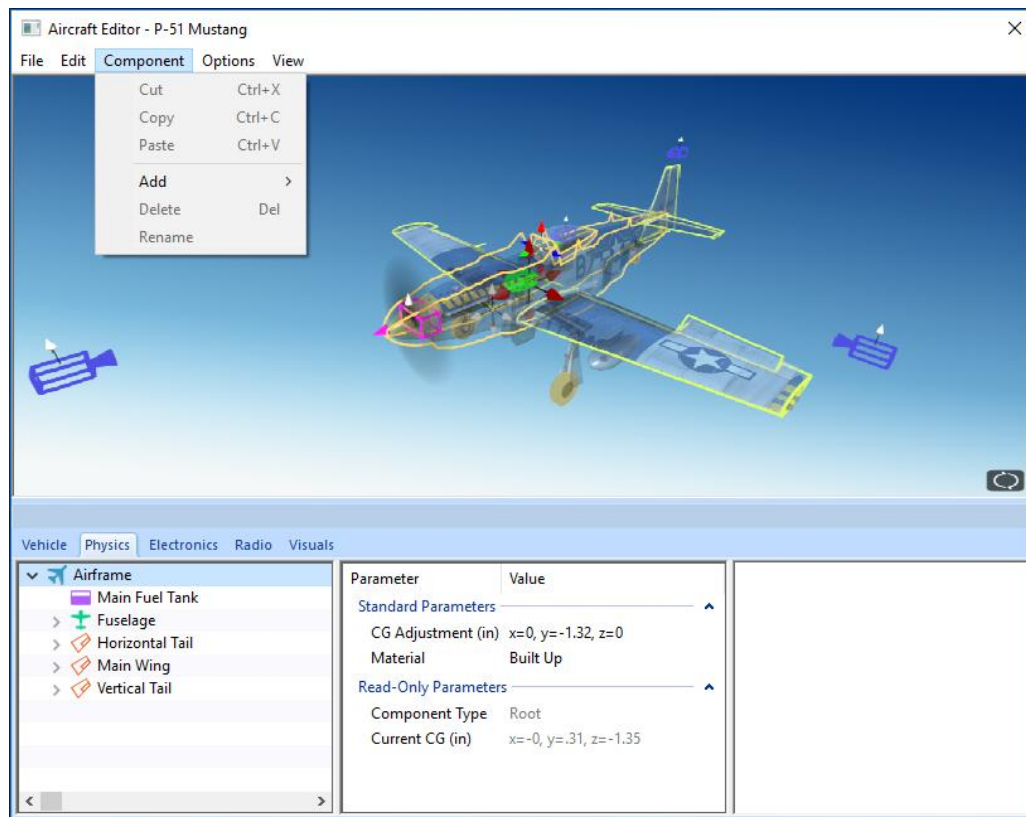 Aircraft Editor - P-51 Mustang
File Edit Component Options View
Cut Ctrl+X
Copy Ctrl+C
Paste Ctrl+V
Add
Delete Del
Rename
Vehicle Physics Electronics Radio Visuals
Airframe
Main Fuel Tank
Fuselage
Horizontal Tail
Main Wing
Vertical Tail
Parameter Value
Standard Parameters
CG Adjustment (in) x=0, y=-1.32, z=0
Material Built Up
Read-Only Parameters
Component Type Root
Current CG (in) x=-0, y=.31, z=-1.35